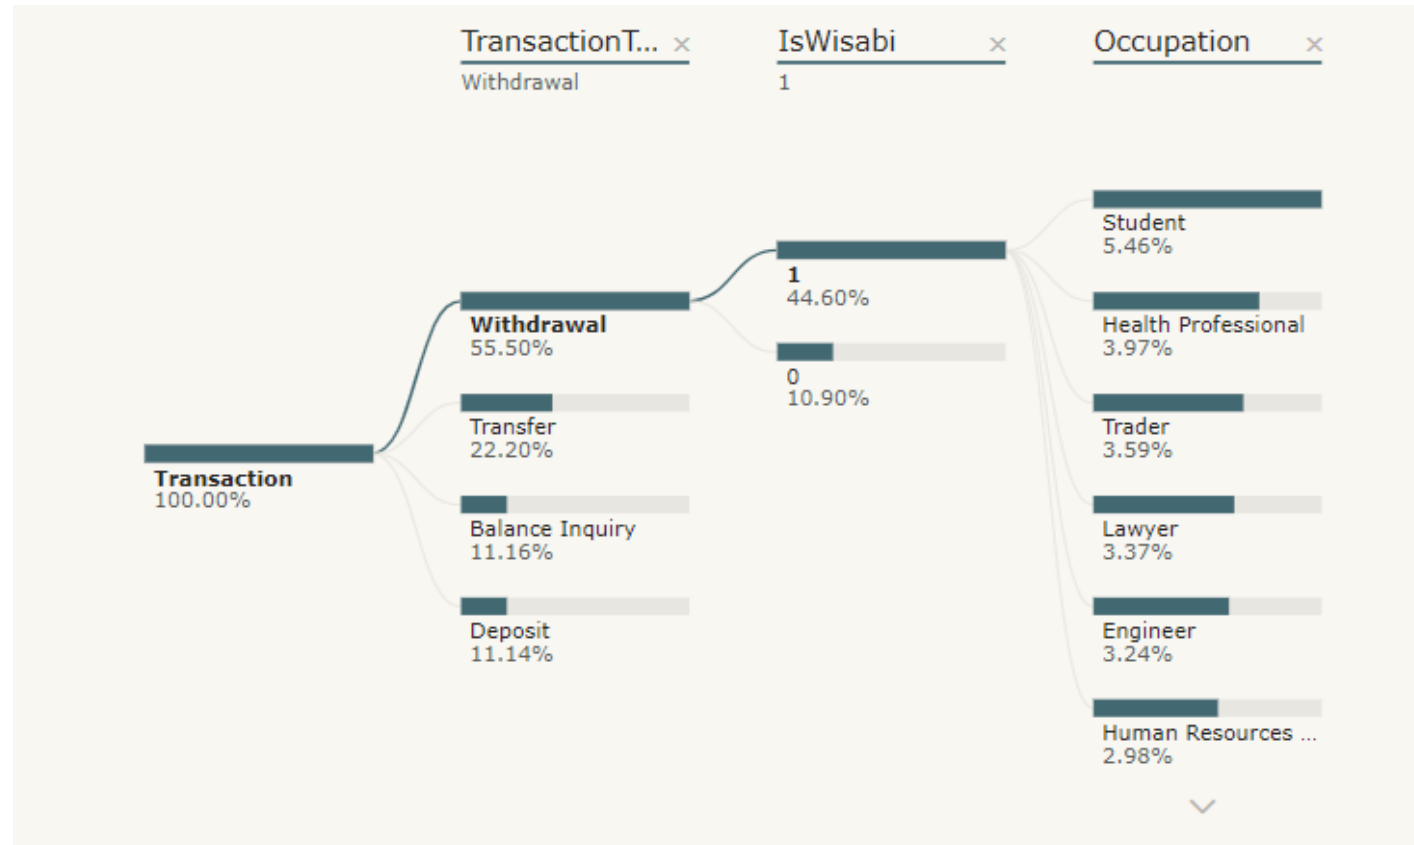 TransactionT... ×
Withdrawal
IsWisabi ×
1
Occupation ×
Transaction
100.00%
Withdrawal
55.50%
Transfer
22.20%
Balance Inquiry
11.16%
Deposit
11.14%
1
44.60%
0
10.90%
Student
5.46%
Health Professional
3.97%
Trader
3.59%
Lawyer
3.37%
Engineer
3.24%
Human Resources ...
2.98%